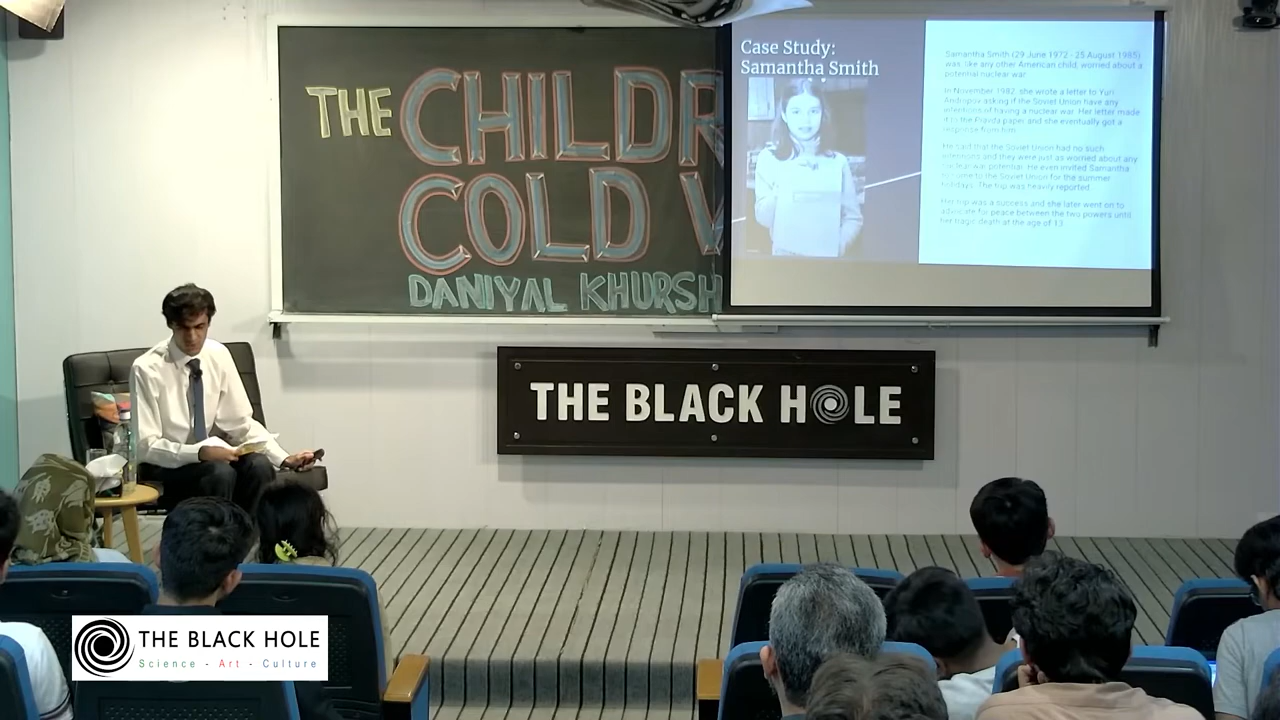 THE CHILDR
COLD W
DANIYAL KHURSH
Case Study:
Samantha Smith
Samantha Smith (29 June 1972 - 25 August 1985)
was like any other American child, worried about a
potential nuclear war.
In November 1982, she wrote a letter to Yuri
Andropov asking if the Soviet Union have any
intentions of having a nuclear war. Her letter made
it in the Pravda paper and she eventually got a
response from him.
He said that the Soviet Union had no such
intentions and they were just as worried about any
nuclear war potential. He even invited Samantha
to come to the Soviet Union for the summer
holidays. The trip was heavily reported.
Her trip was a success and she later went on to
advocate for peace between the two powers until
her tragic death at the age of 13.
THE BLACK HOLE
THE BLACK HOLE
Science - Art - Culture